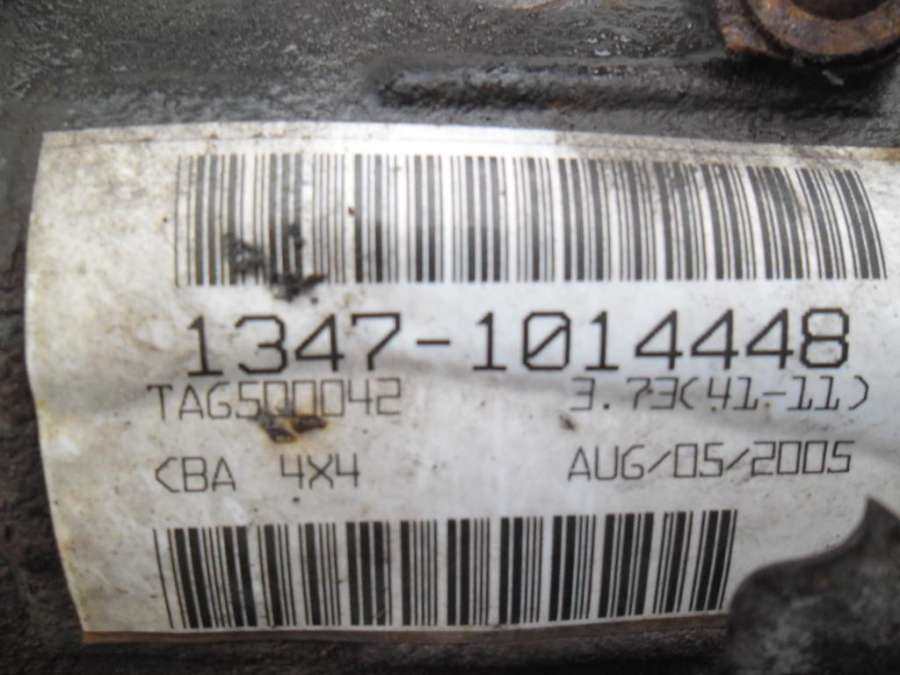 1347-1014448
TAG500042 3.73(41-11)
CBA 4X4 AUG/05/2005